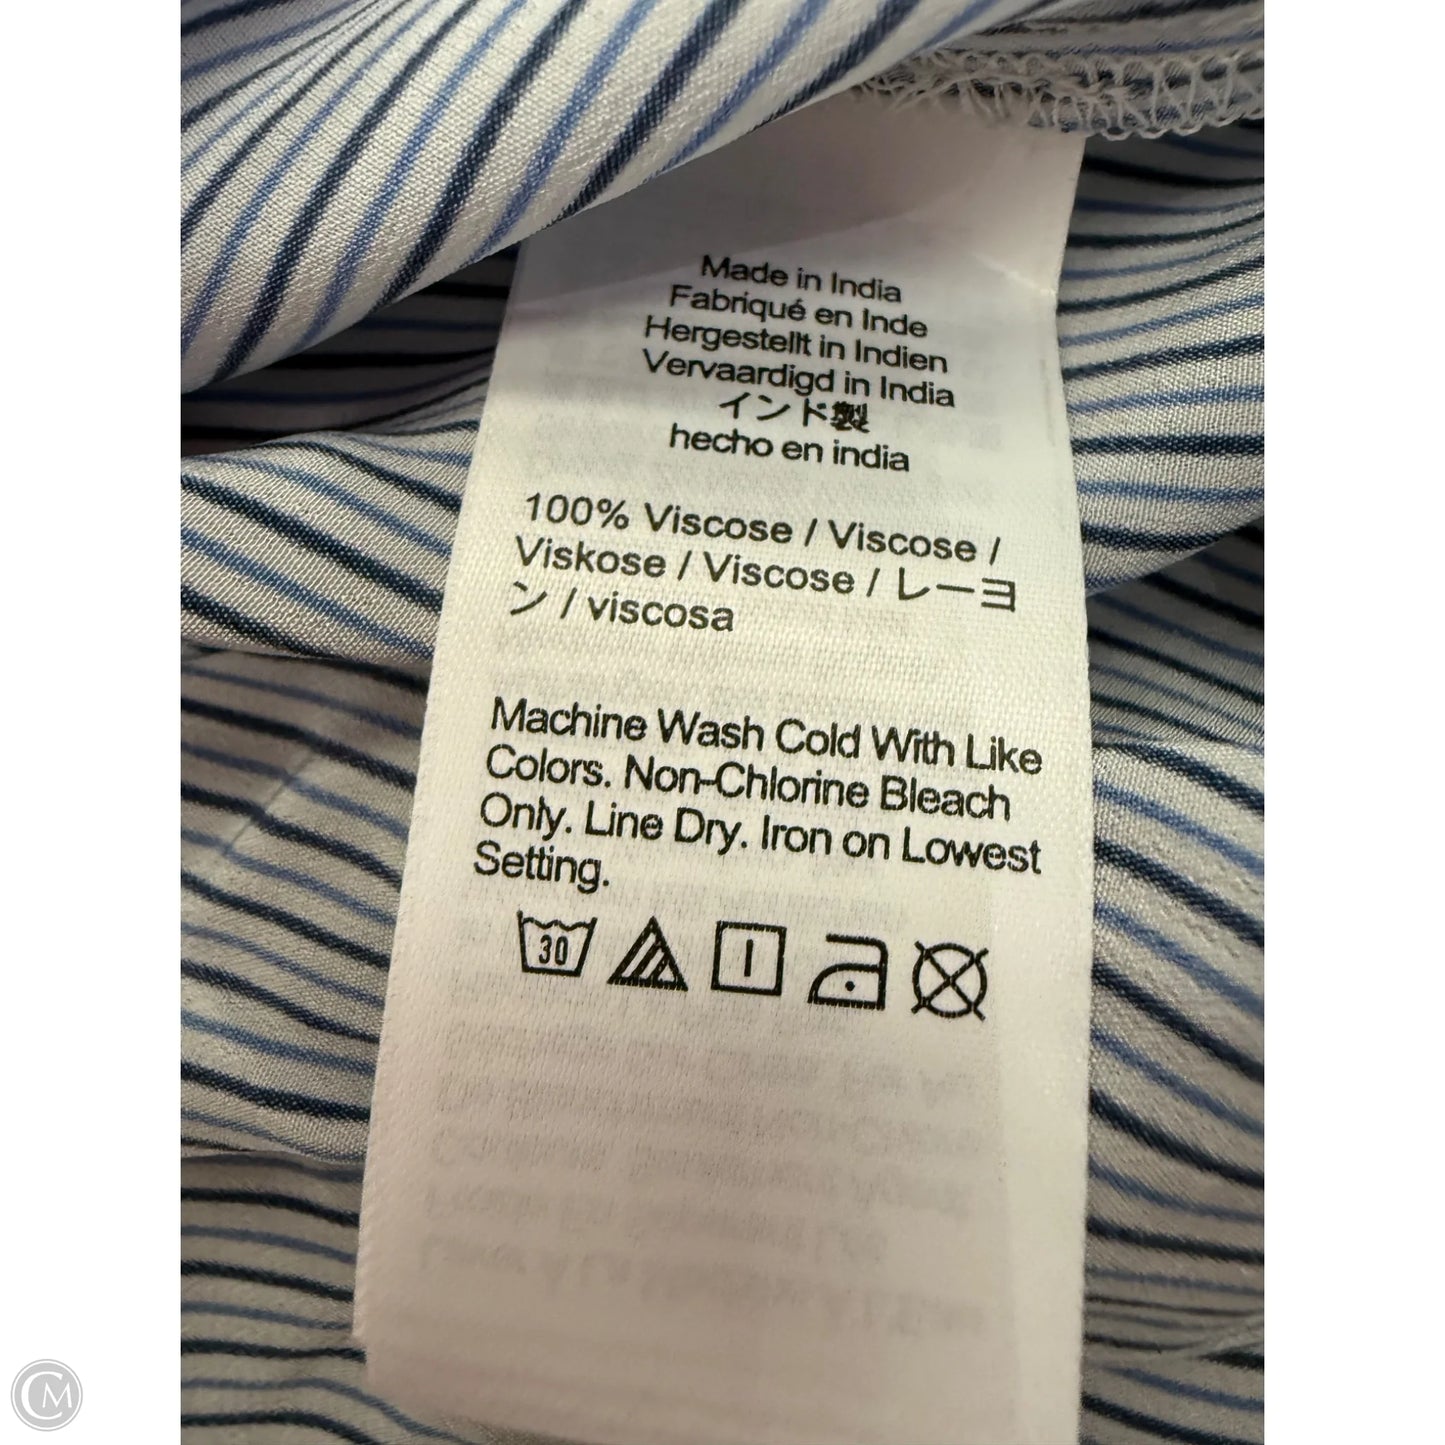 Made in India
Fabriqué en Inde
Hergestellt in Indien
Vervaardigd in India
インド製
hecho en india
100% Viscose / Viscose /
Viskose / Viscose / レーヨ
ン / viscosa
Machine Wash Cold With Like
Colors. Non-Chlorine Bleach
Only. Line Dry. Iron on Lowest
Setting.
30
CM